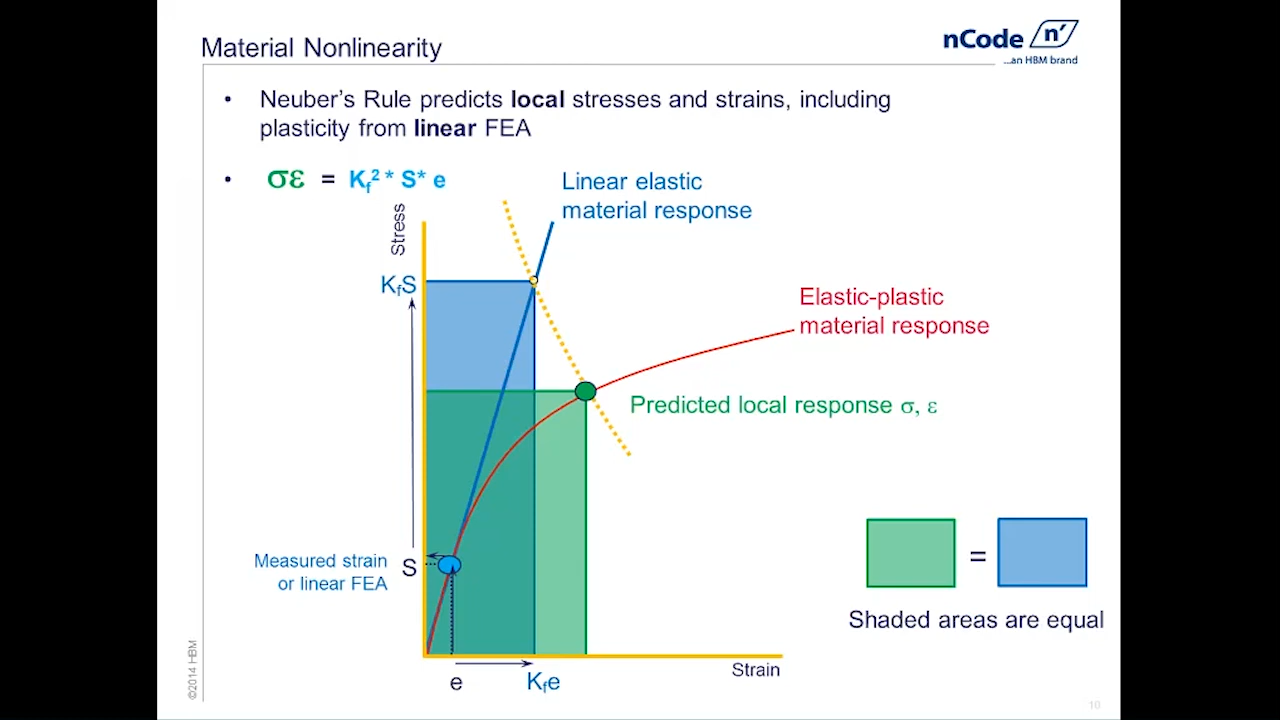 Material Nonlinearity
nCode n'
...an HBM brand
• Neuber's Rule predicts local stresses and strains, including
plasticity from linear FEA
• σε = Kf² * S* e
Linear elastic
material response
Stress
KfS
Elastic-plastic
material response
Predicted local response σ, ε
Measured strain
or linear FEA
S
=
Shaded areas are equal
©2014 HBM
Strain
e
Kfe
10